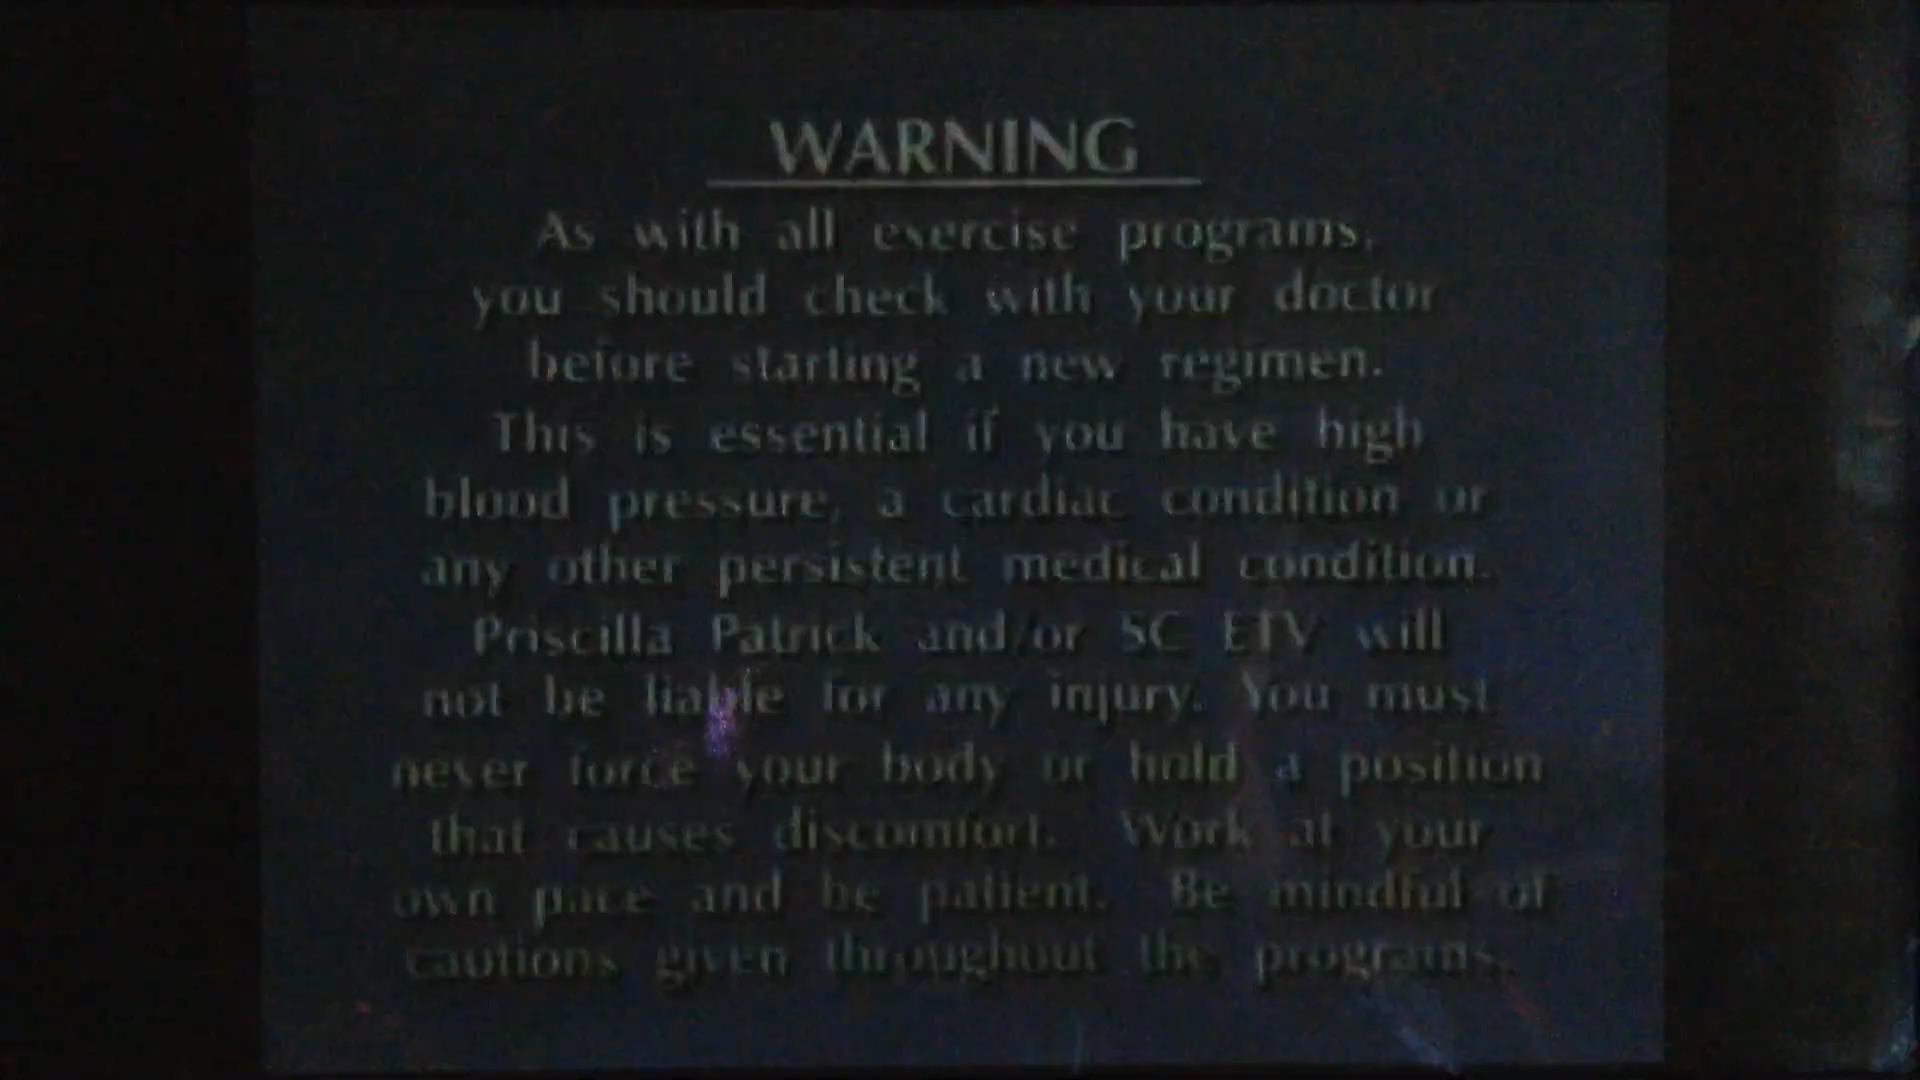 WARNING
As with all exercise programs,
you should check with your doctor
before starting a new regimen.
This is essential if you have high
blood pressure, a cardiac condition or
any other persistent medical condition.
Priscilla Patrick and/or SC ETV will
not be liable for any injury. You must
never force your body or hold a position
that causes discomfort. Work at your
own pace and be patient. Be mindful of
cautions given throughout the programs.